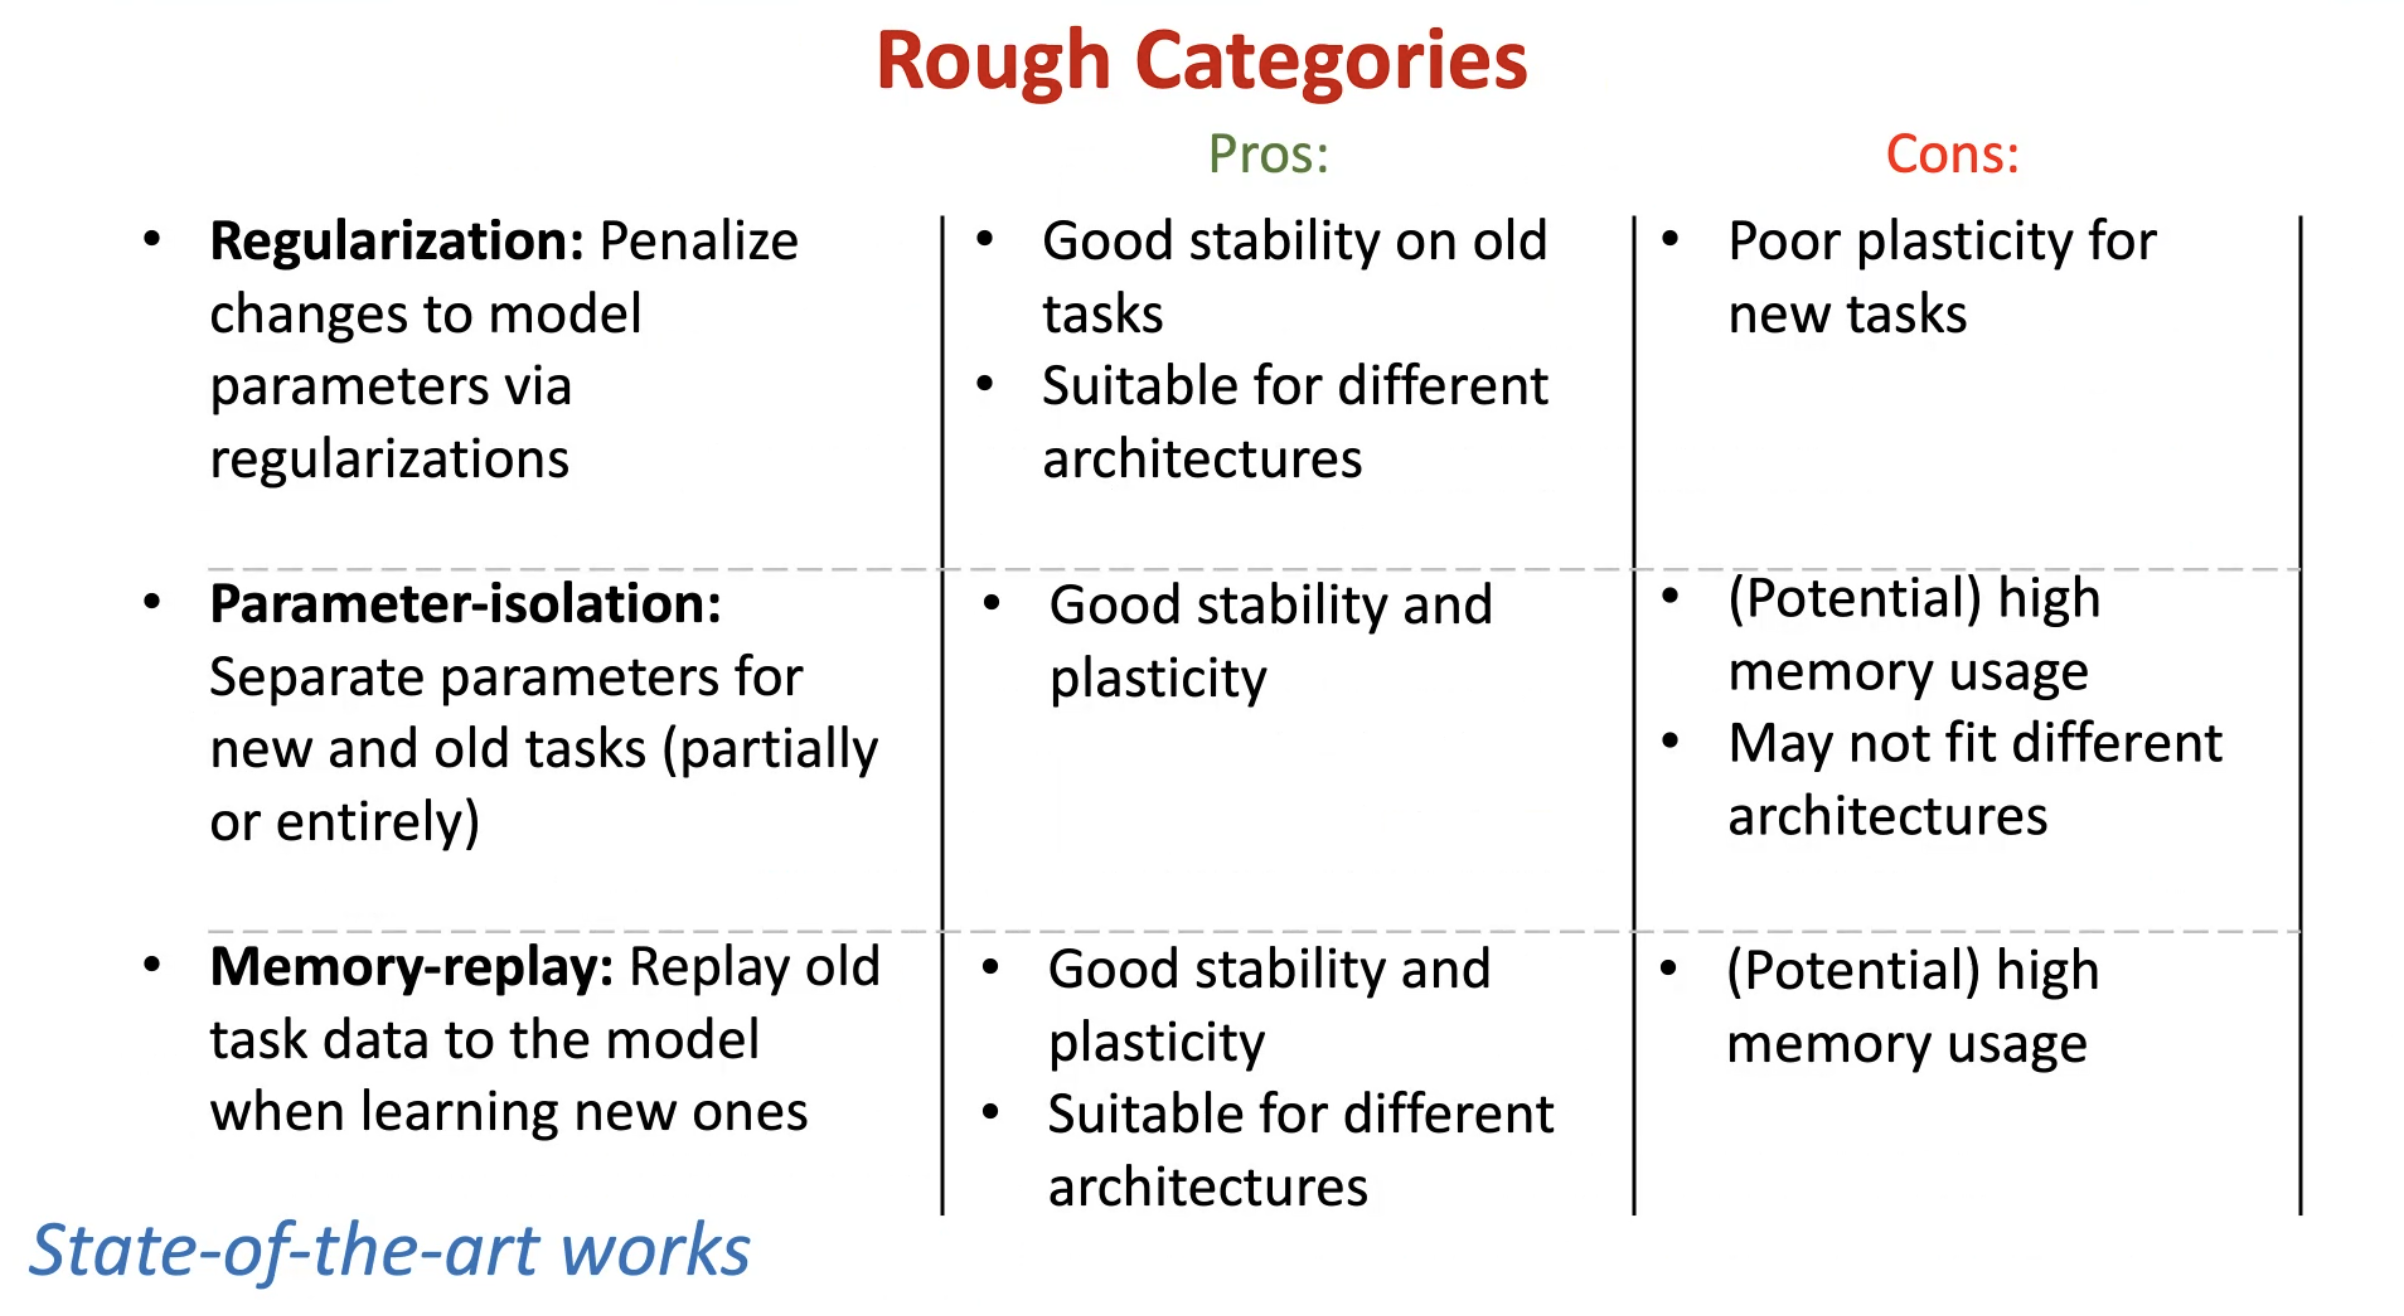 Rough Categories
Pros:
Cons:
• Regularization: Penalize
changes to model
parameters via
regularizations
• Good stability on old
tasks
• Suitable for different
architectures
• Poor plasticity for
new tasks
• Parameter-isolation:
Separate parameters for
new and old tasks (partially
or entirely)
• Good stability and
plasticity
• (Potential) high
memory usage
• May not fit different
architectures
• Memory-replay: Replay old
task data to the model
when learning new ones
• Good stability and
plasticity
• Suitable for different
architectures
• (Potential) high
memory usage
State-of-the-art works